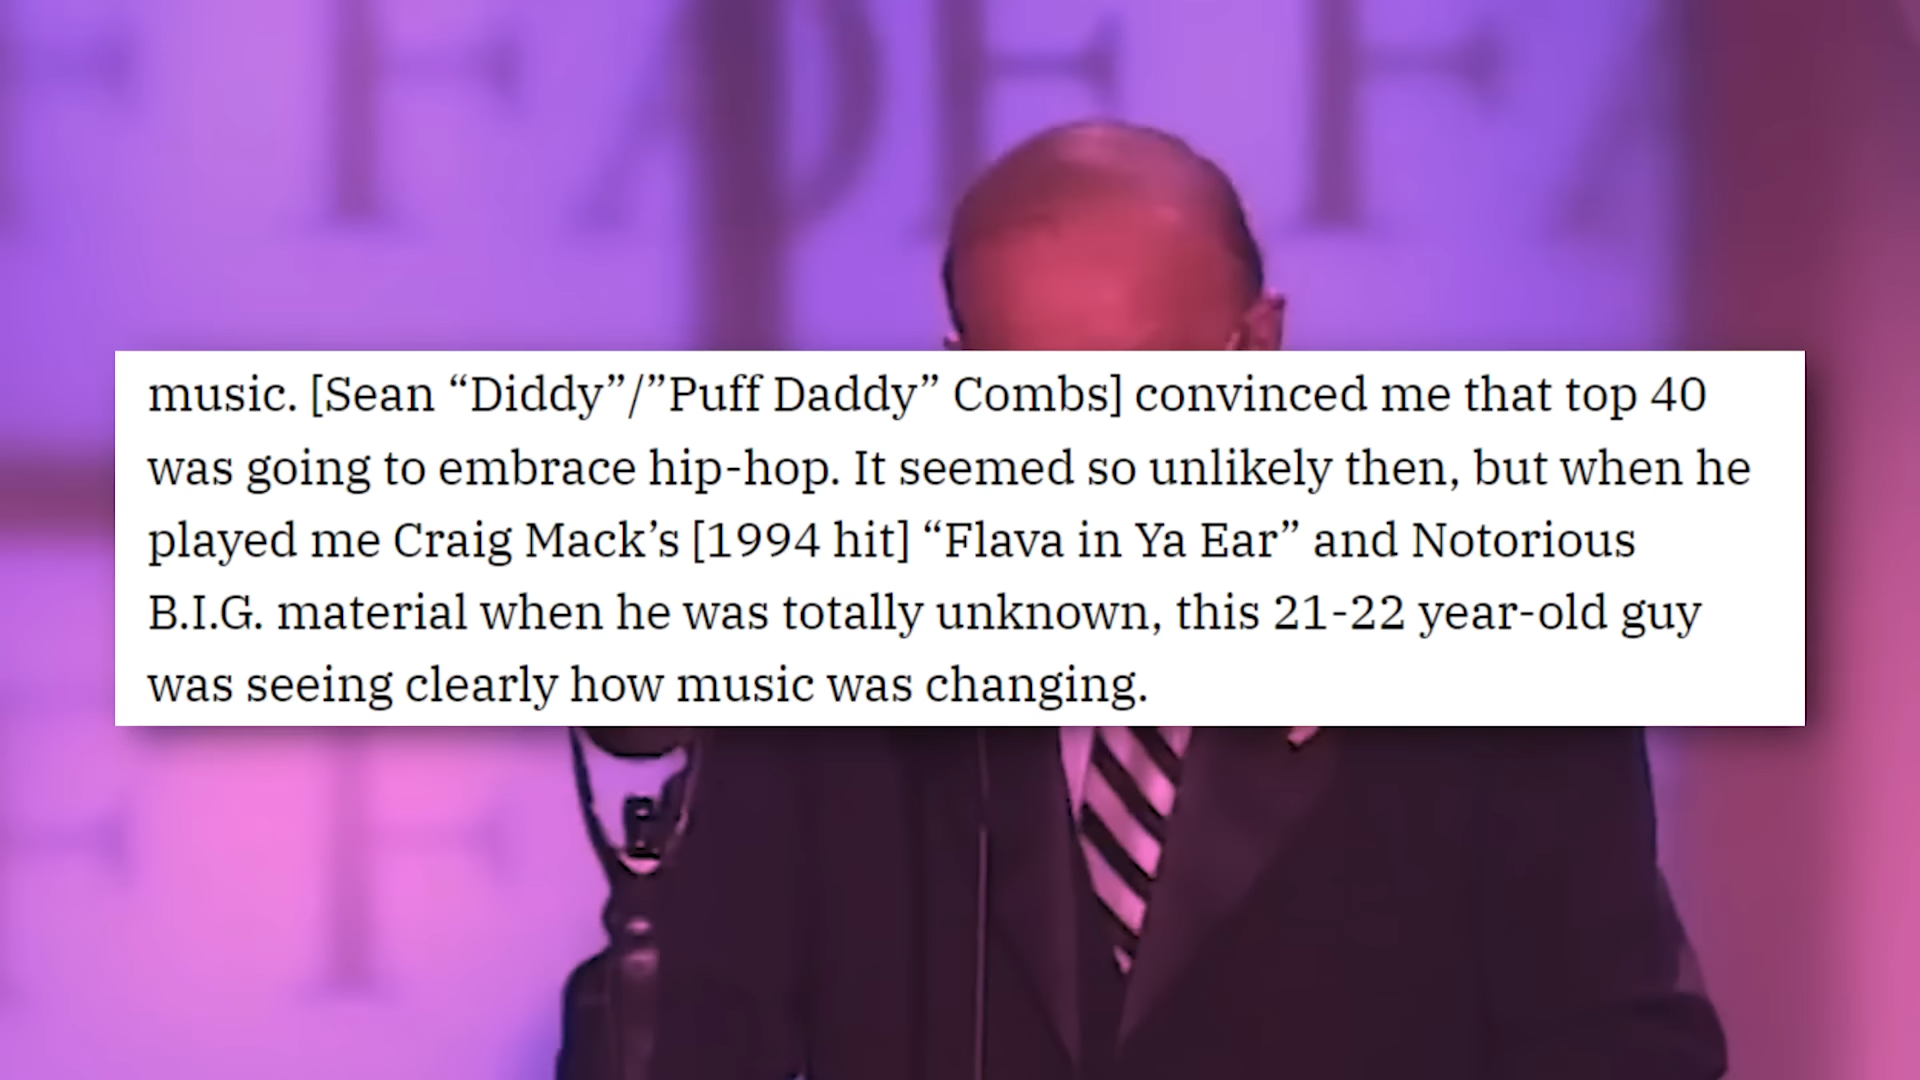 music. [Sean “Diddy”/”Puff Daddy” Combs] convinced me that top 40
was going to embrace hip-hop. It seemed so unlikely then, but when he
played me Craig Mack’s [1994 hit] “Flava in Ya Ear” and Notorious
B.I.G. material when he was totally unknown, this 21-22 year-old guy
was seeing clearly how music was changing.